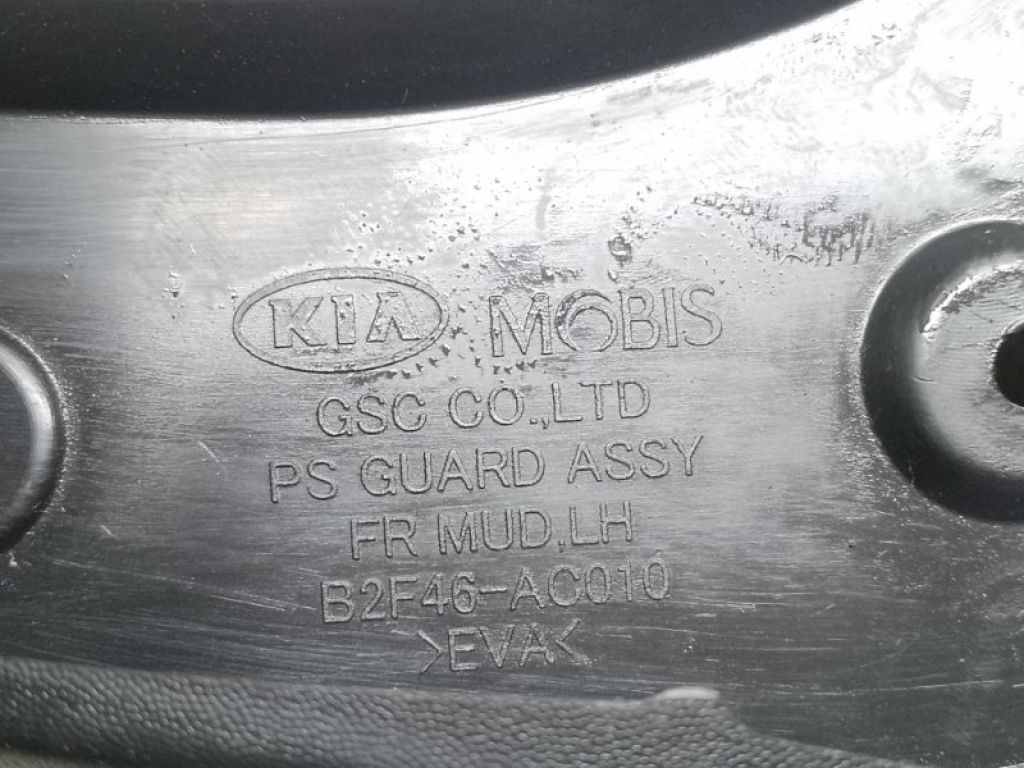 KIA MOBIS
GSC CO.,LTD
PS GUARD ASSY
FR MUD,LH
B2F46-AC010
>EVA<